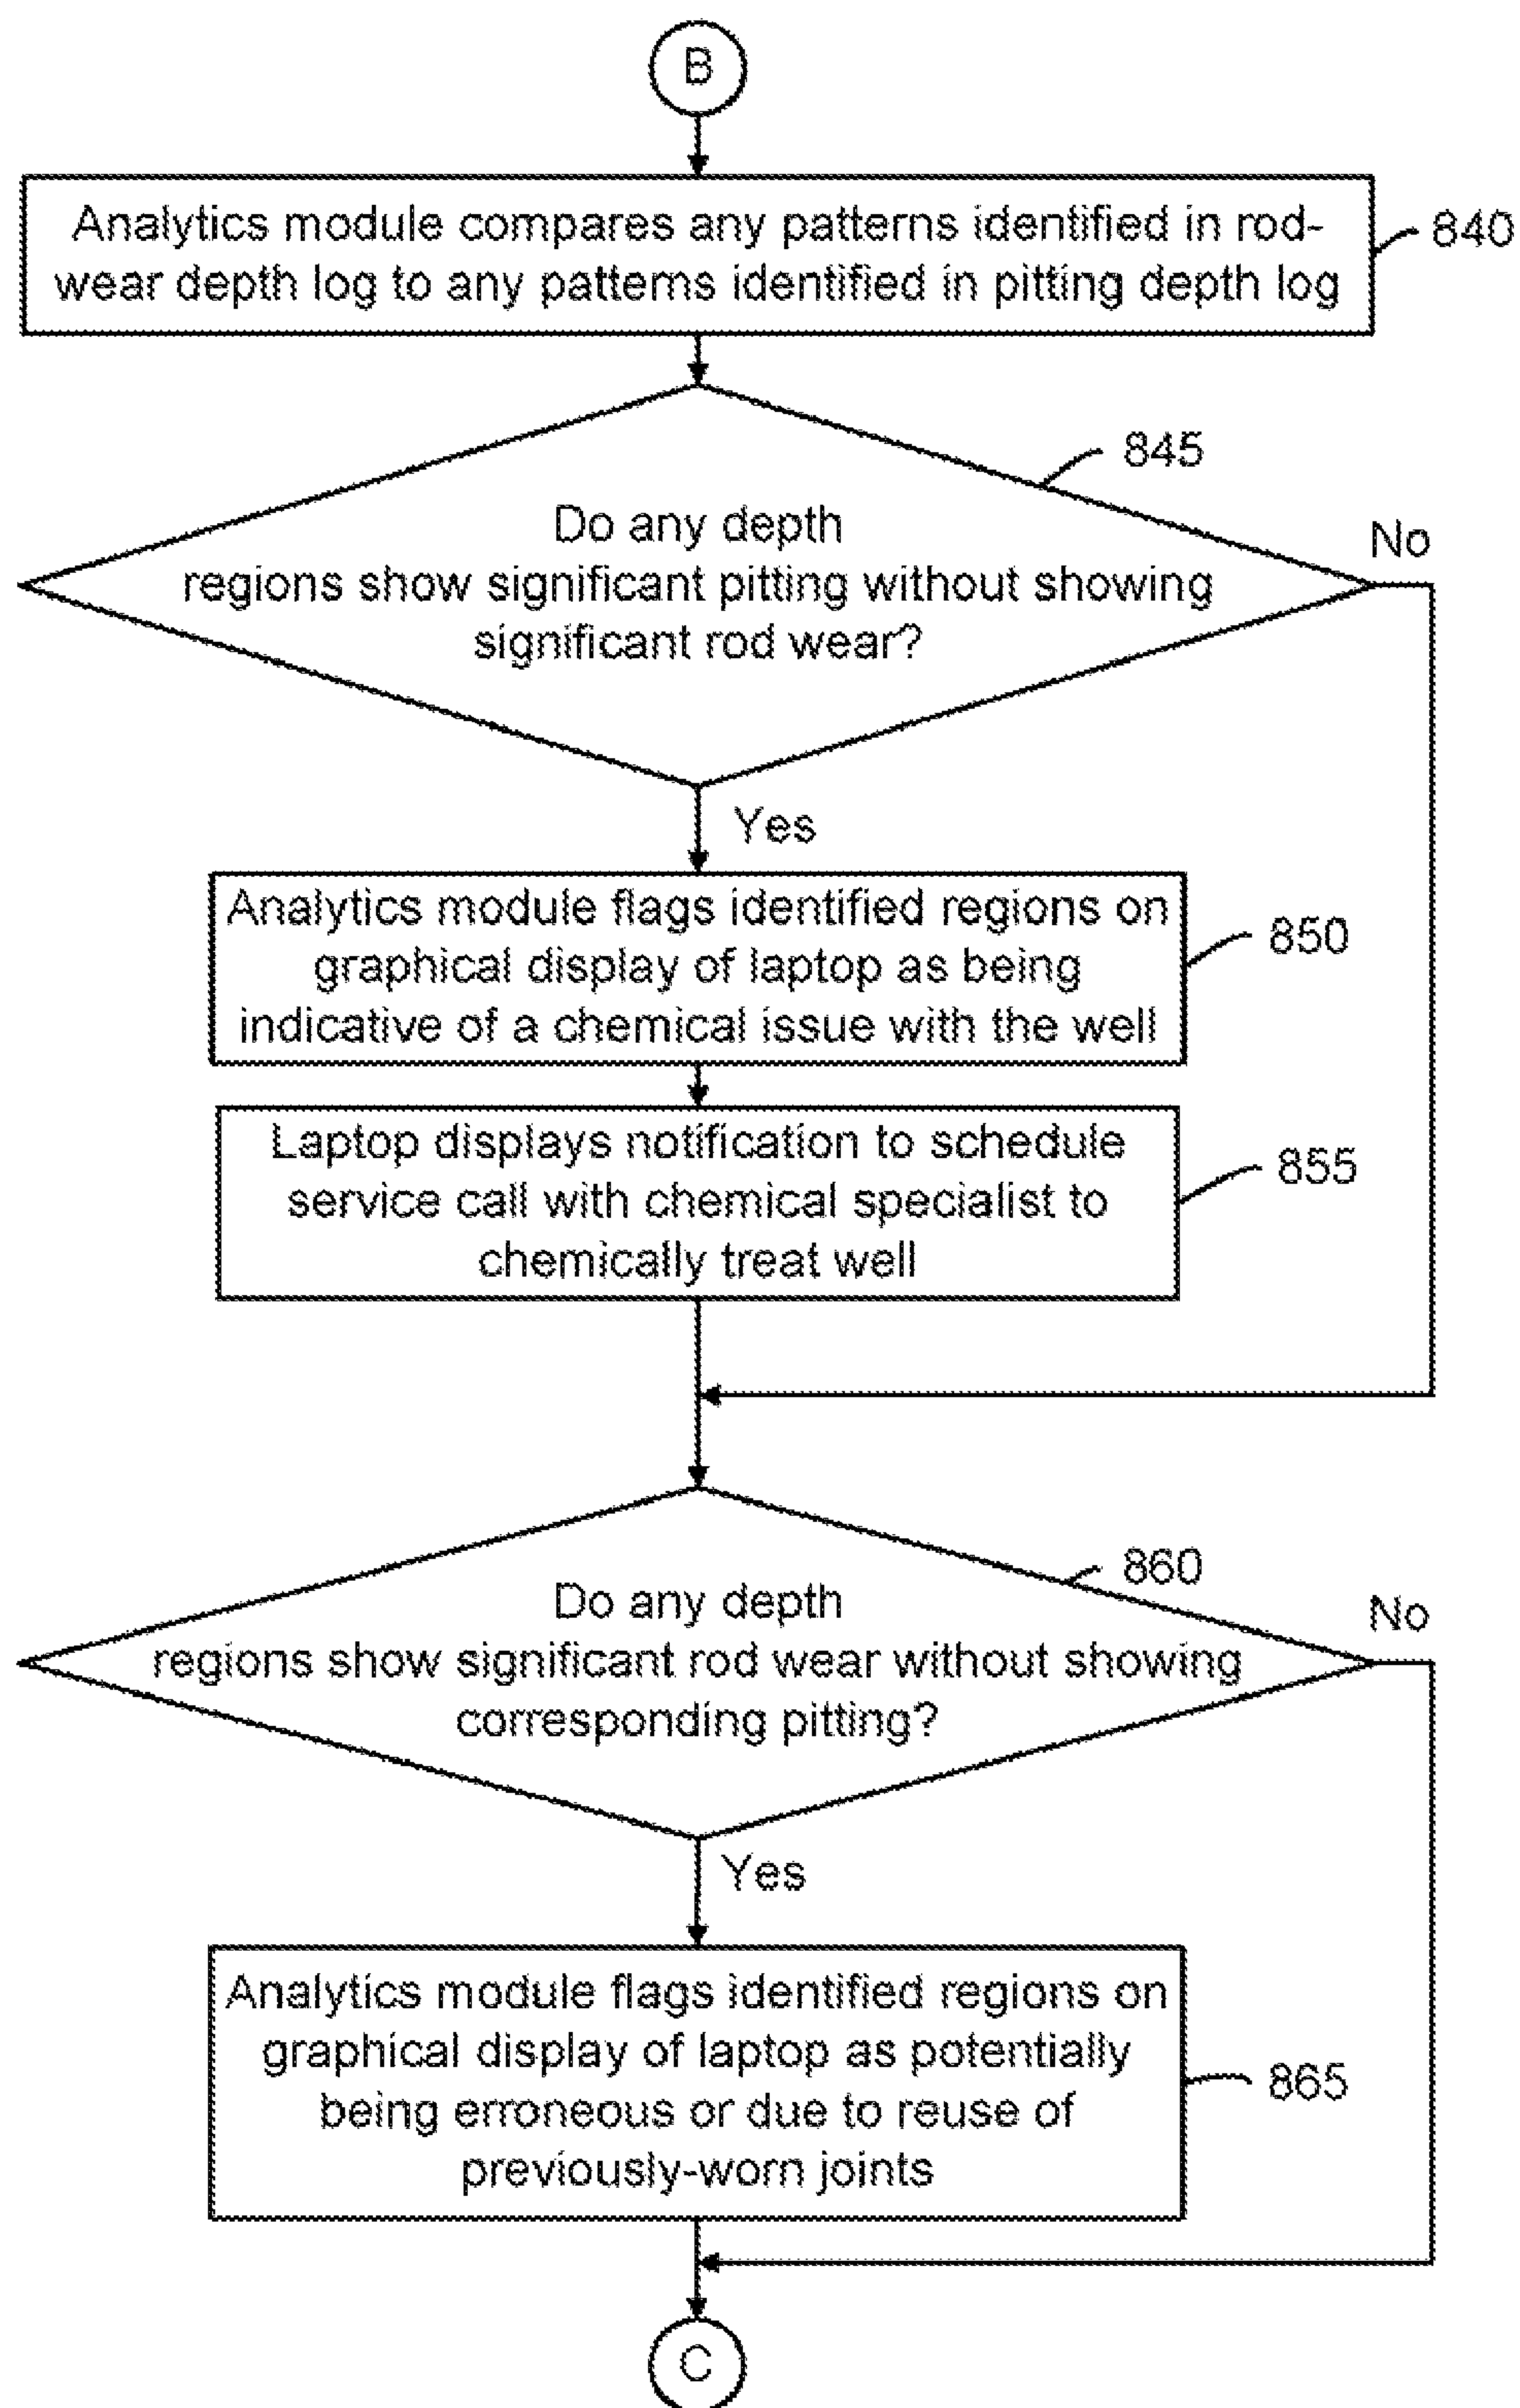 B
Analytics module compares any patterns identified in rod-
wear depth log to any patterns identified in pitting depth log
840
845
Do any depth
regions show significant pitting without showing
significant rod wear?
No
Yes
Analytics module flags identified regions on
graphical display of laptop as being
indicative of a chemical issue with the well
850
Laptop displays notification to schedule
service call with chemical specialist to
chemically treat well
855
860
Do any depth
regions show significant rod wear without showing
corresponding pitting?
No
Yes
Analytics module flags identified regions on
graphical display of laptop as potentially
being erroneous or due to reuse of
previously-worn joints
865
C